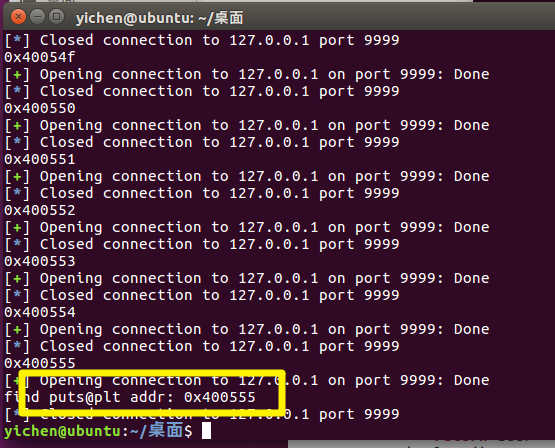 yichen@ubuntu: ~/桌面
[*] Closed connection to 127.0.0.1 port 9999
0x40054f
[+] Opening connection to 127.0.0.1 on port 9999: Done
[*] Closed connection to 127.0.0.1 port 9999
0x400550
[+] Opening connection to 127.0.0.1 on port 9999: Done
[*] Closed connection to 127.0.0.1 port 9999
0x400551
[+] Opening connection to 127.0.0.1 on port 9999: Done
[*] Closed connection to 127.0.0.1 port 9999
0x400552
[+] Opening connection to 127.0.0.1 on port 9999: Done
[*] Closed connection to 127.0.0.1 port 9999
0x400553
[+] Opening connection to 127.0.0.1 on port 9999: Done
[*] Closed connection to 127.0.0.1 port 9999
0x400554
[+] Opening connection to 127.0.0.1 on port 9999: Done
[*] Closed connection to 127.0.0.1 port 9999
0x400555
[+] Opening connection to 127.0.0.1 on port 9999: Done
find puts@plt addr: 0x400555
[*] Closed connection to 127.0.0.1 port 9999
yichen@ubuntu:~/桌面$